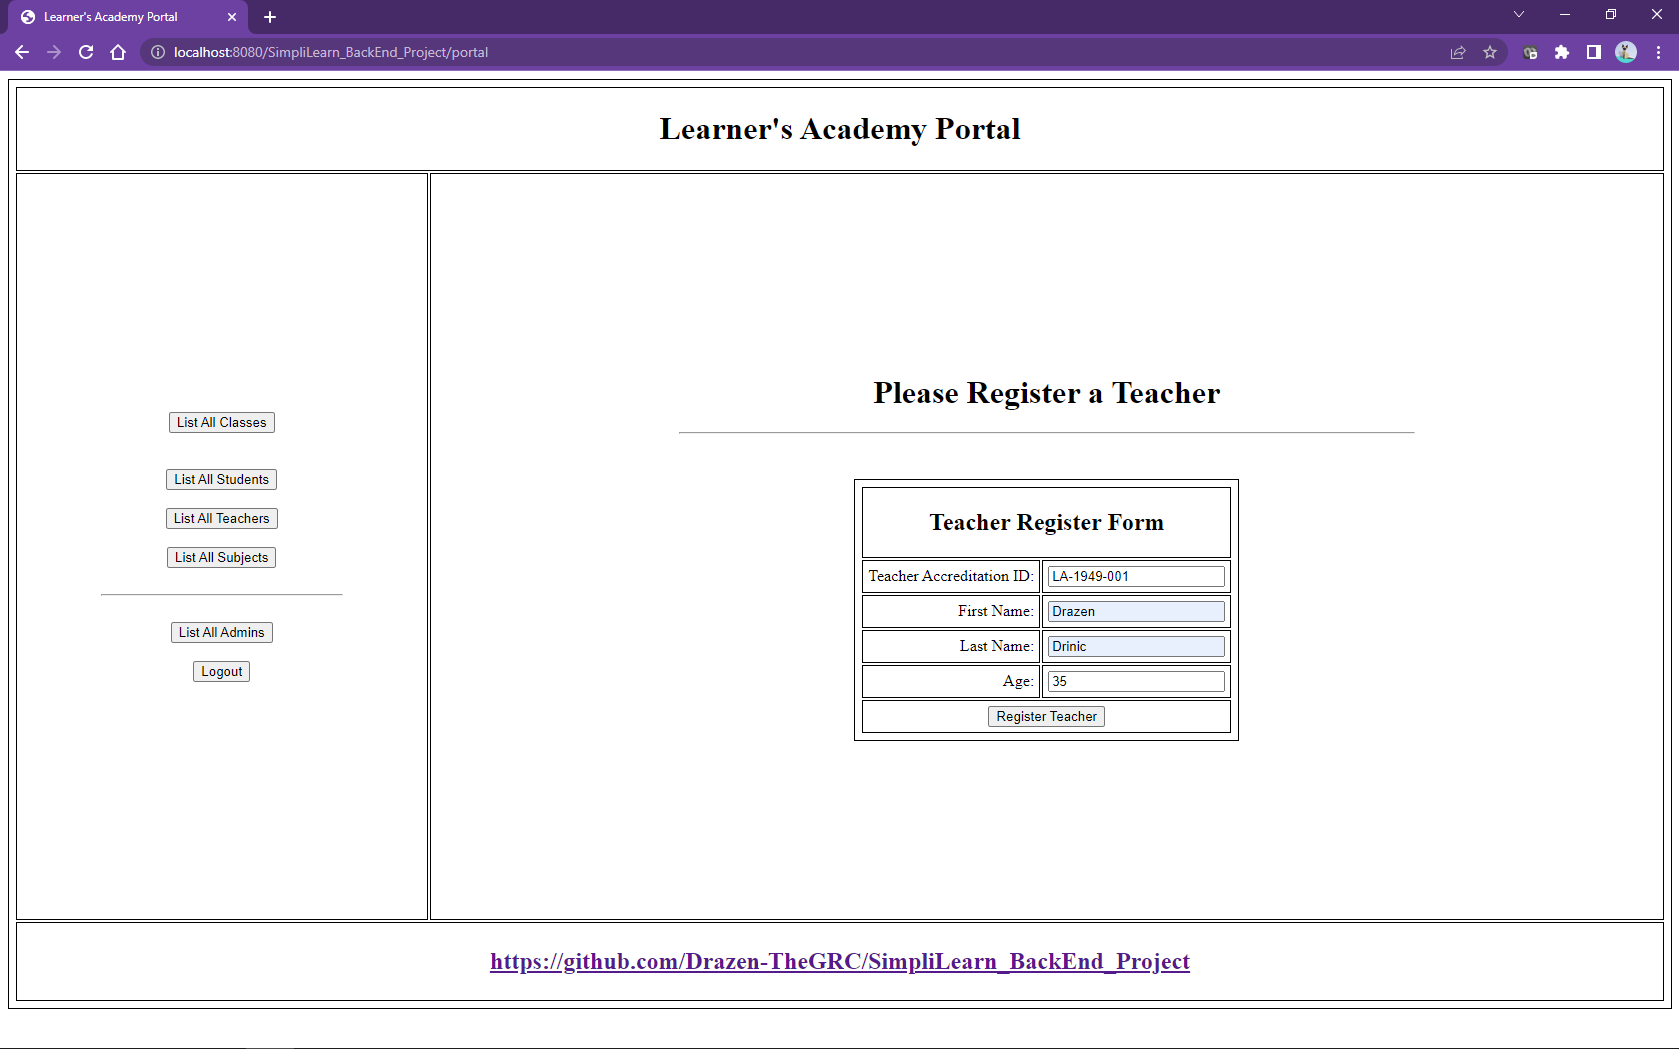 Learner's Academy Portal
localhost:8080/SimpliLearn_BackEnd_Project/portal
Learner's Academy Portal
List All Classes
List All Students
List All Teachers
List All Subjects
List All Admins
Logout
Please Register a Teacher
Teacher Register Form
Teacher Accreditation ID: LA-1949-001
First Name: Drazen
Last Name: Drinic
Age: 35
Register Teacher
https://github.com/Drazen-TheGRC/SimpliLearn_BackEnd_Project